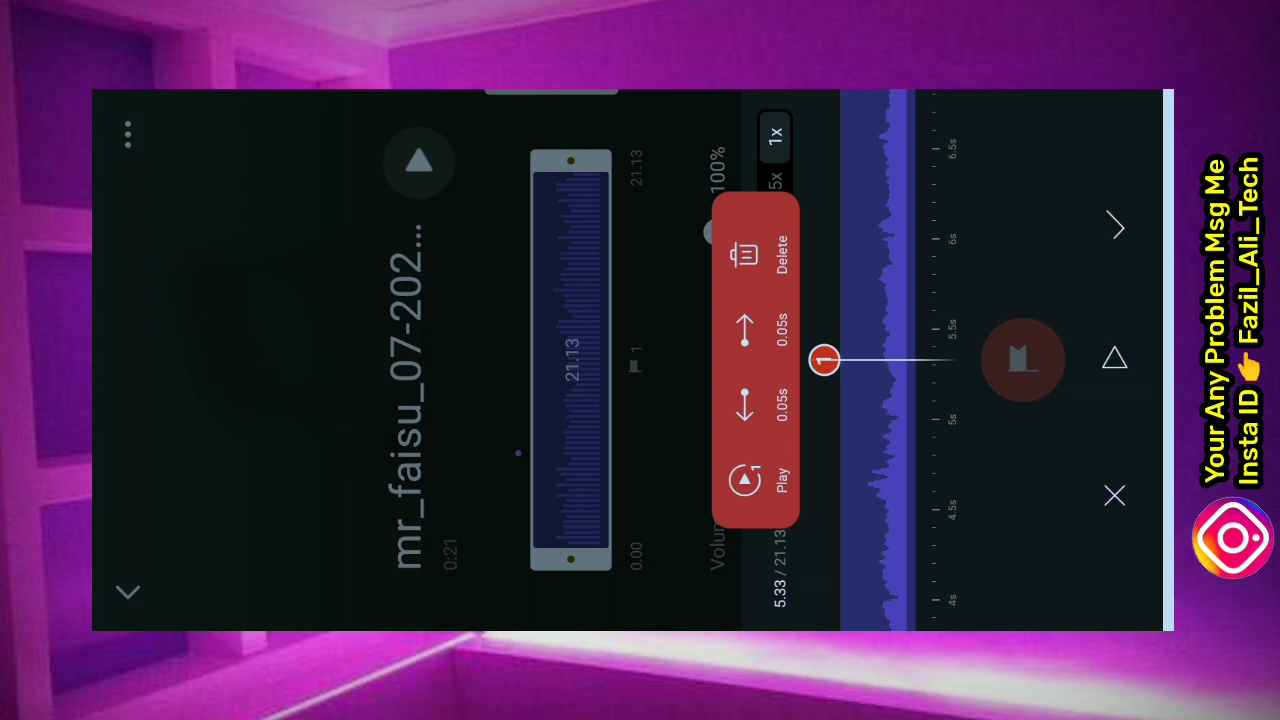 mr_faisu_07-202...
0:21
21.13
0.00
1
21.13
100%
5x
1x
Play
0.05s
0.05s
Delete
1
1
5.33 / 21.13
4s
4.5s
5s
5.5s
6s
6.5s
Your Any Problem Msg Me
Insta ID 👉 Fazil_Ali_Tech